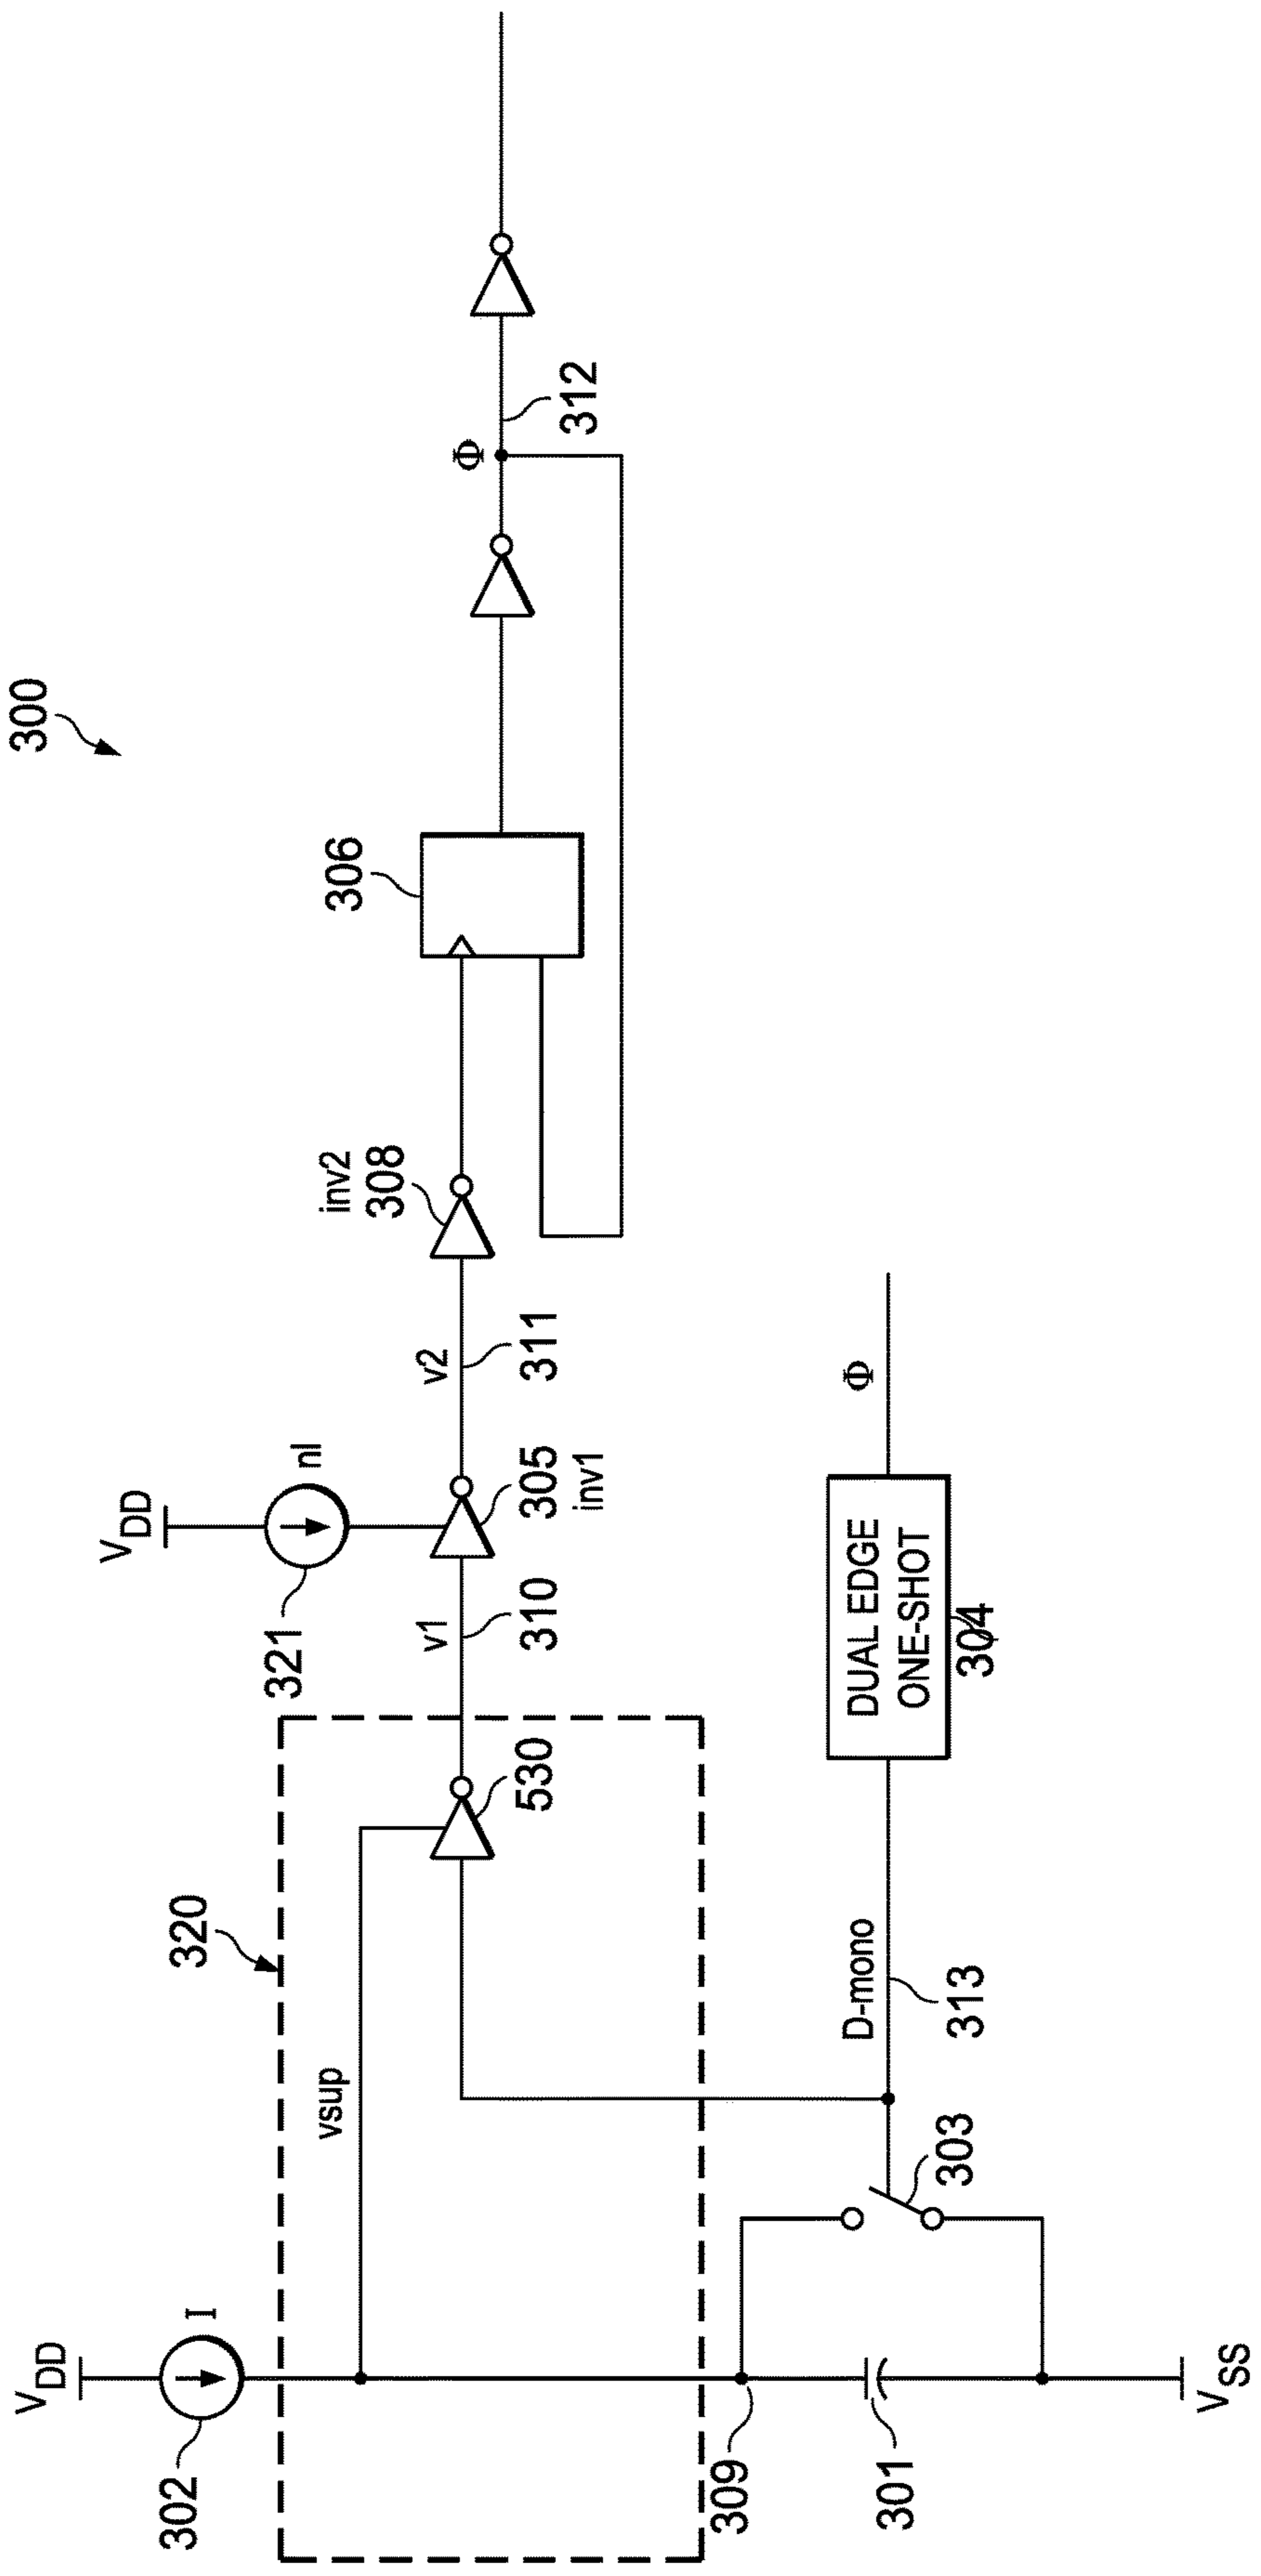 300
V_DD
302
I
320
vsup
530
309
301
V_SS
303
D-mono
313
DUAL EDGE
ONE-SHOT
304
Φ
v1
310
V_DD
321
nI
305
inv1
v2
311
inv2
308
306
Φ
312